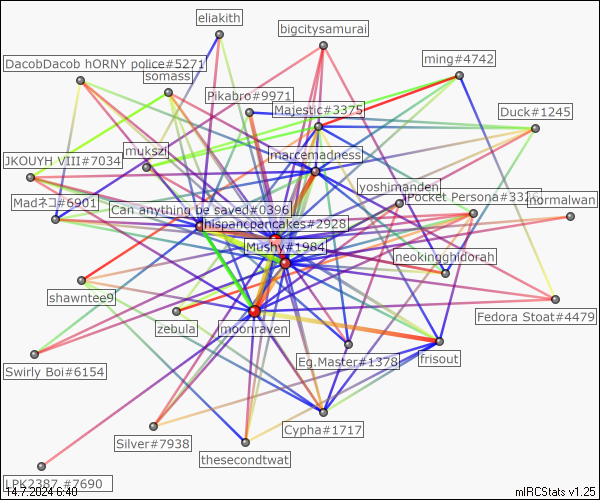 eliakith
bigcitysamurai
DacobDacob hORNY police#5271
ming#4742
somass
Pikabro#9971
Majestic#3375
Duck#1245
mukszi
marcemadness
JKOUYH VIII#7034
yoshimanden
Madネコ#6901
Pocket Persona#332
normalwan
Can anything be saved#0396
hispancpencakes#2928
Mushy#1984
neokingghidorah
shawntee9
Fedora Stoat#4479
zebula
moonraven
Eg.Master#1378
frisout
Swirly Boi#6154
Cypha#1717
Silver#7938
thesecondtwat
LPK2387_#7690
14.7.2024 6:40
mIRCStats v1.25